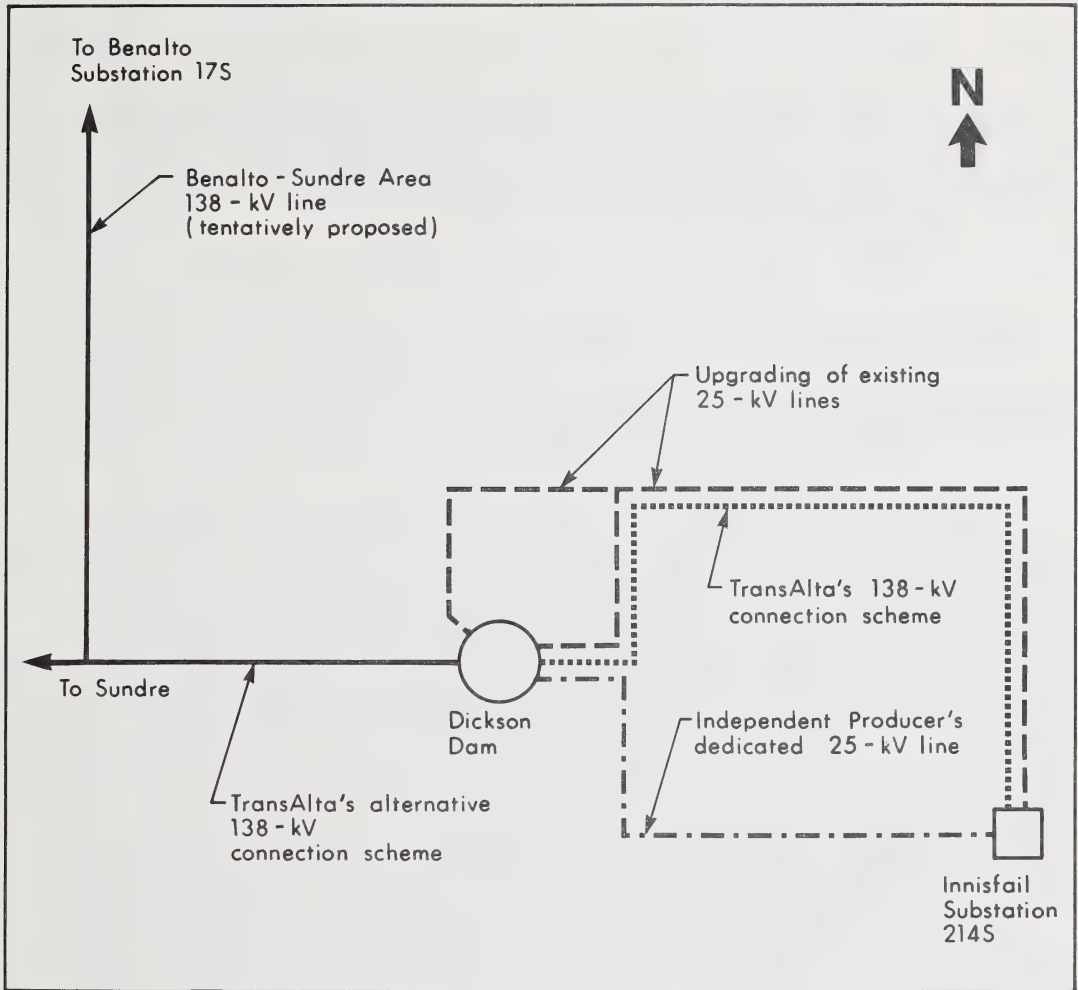 To Benalto
Substation 17S
N
Benalto - Sundre Area
138 - kV line
(tentatively proposed)
Upgrading of existing
25 - kV lines
TransAlta's 138 - kV
connection scheme
To Sundre
Dickson
Dam
Independent Producer's
dedicated 25 - kV line
TransAlta's alternative
138 - kV
connection scheme
Innisfail
Substation
214S